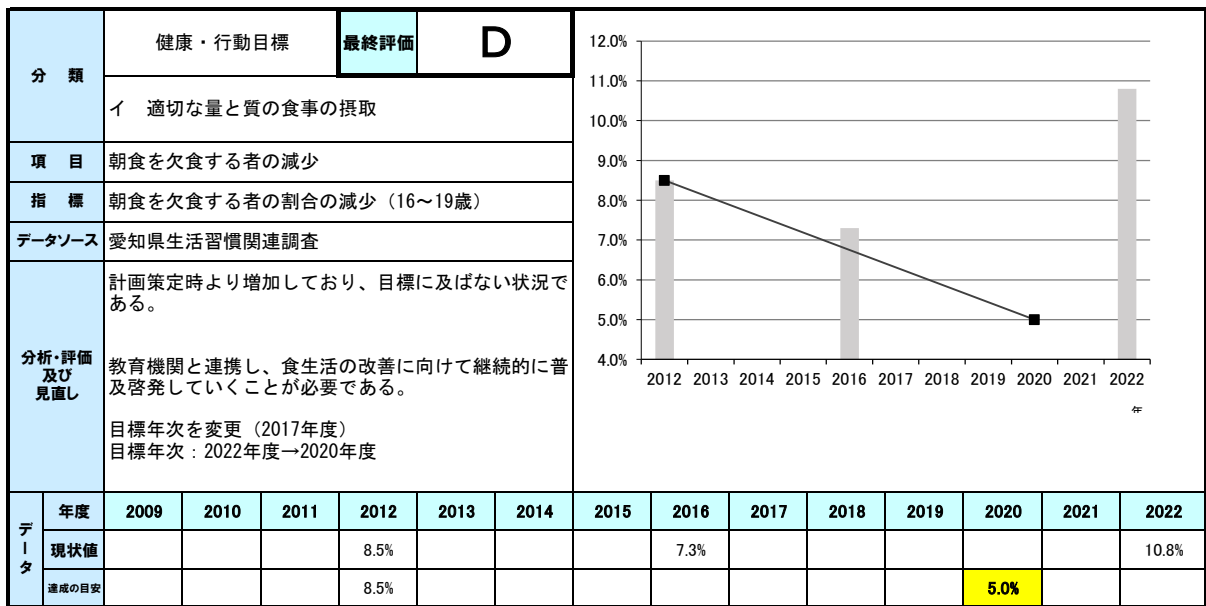 分 類
健康・行動目標
最終評価
D
イ 適切な量と質の食事の摂取
項 目
朝食を欠食する者の減少
指 標
朝食を欠食する者の割合の減少（16～19歳）
データソース
愛知県生活習慣関連調査
分析・評価
及び
見直し
計画策定時より増加しており、目標に及ばない状況で
ある。
教育機関と連携し、食生活の改善に向けて継続的に普
及啓発していくことが必要である。
目標年次を変更（2017年度）
目標年次：2022年度→2020年度
12.0%
11.0%
10.0%
9.0%
8.0%
7.0%
6.0%
5.0%
4.0%
2012 2013 2014 2015 2016 2017 2018 2019 2020 2021 2022
年
データ
年度 2009 2010 2011 2012 2013 2014 2015 2016 2017 2018 2019 2020 2021 2022
現状値 8.5% 7.3% 10.8%
達成の目安 8.5% 5.0%